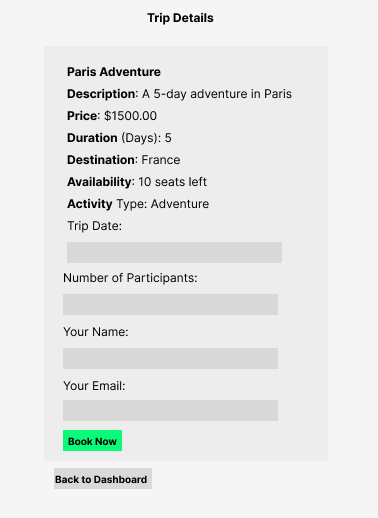 Trip Details
Paris Adventure
Description: A 5-day adventure in Paris
Price: $1500.00
Duration (Days): 5
Destination: France
Availability: 10 seats left
Activity Type: Adventure
Trip Date:
Number of Participants:
Your Name:
Your Email:
Book Now
Back to Dashboard